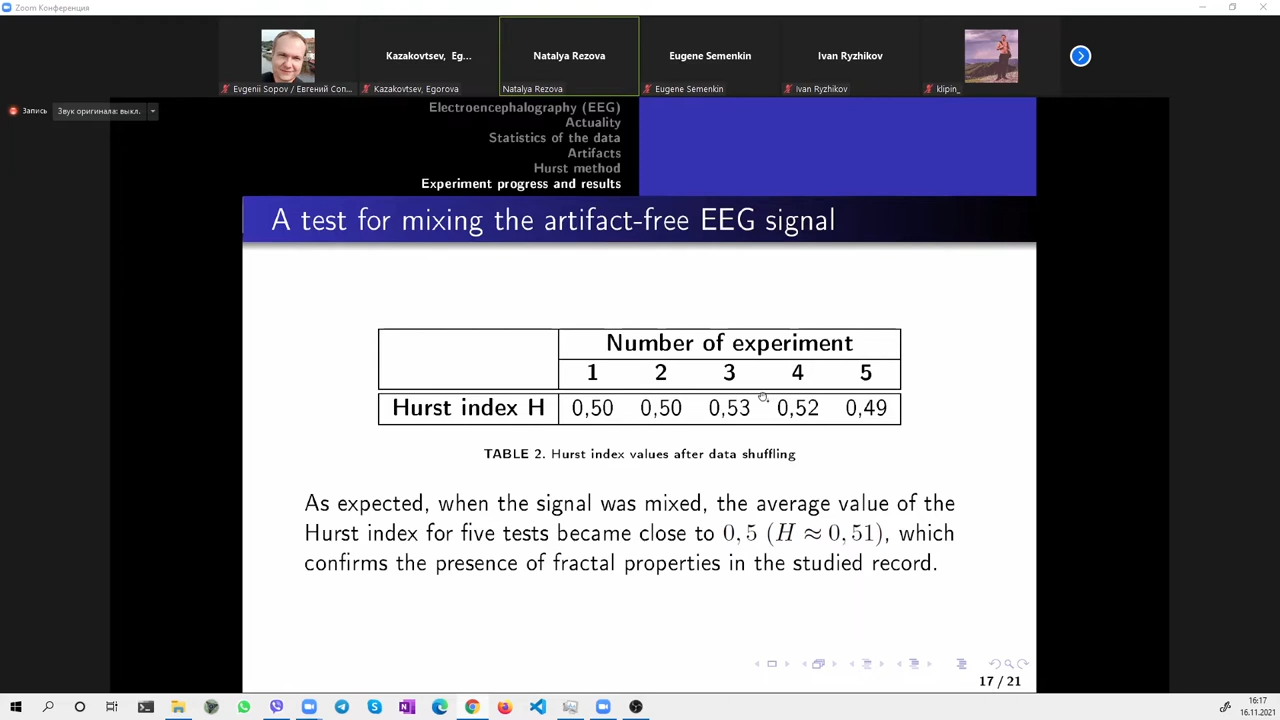 Zoom Конференция
Kazakovtsev, Eg...
Natalya Rezova
Eugene Semenkin
Ivan Ryzhikov
Evgenii Sopov / Евгений Соп...
Kazakovtsev, Egorova
Natalya Rezova
Eugene Semenkin
Ivan Ryzhikov
klipin_
Запись
Звук оригинала: выкл.
Electroencephalography (EEG)
Actuality
Statistics of the data
Artifacts
Hurst method
Experiment progress and results
A test for mixing the artifact-free EEG signal
Number of experiment
1 2 3 4 5
Hurst index H 0,50 0,50 0,53 0,52 0,49
TABLE 2. Hurst index values after data shuffling
As expected, when the signal was mixed, the average value of the
Hurst index for five tests became close to 0, 5 (H ≈ 0, 51), which
confirms the presence of fractal properties in the studied record.
17 / 21
16:17
16.11.2021